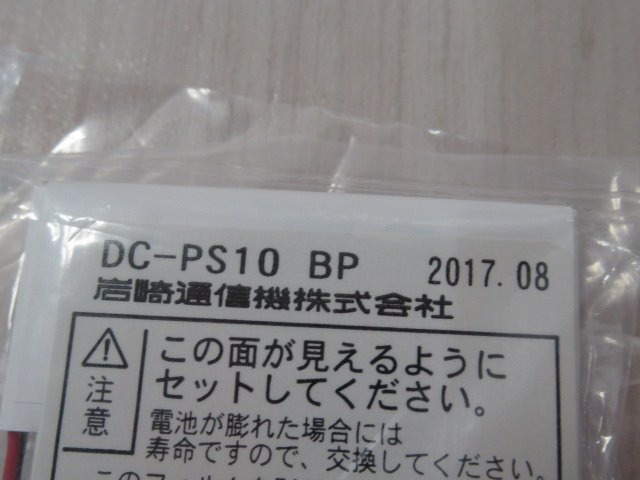 DC-PS10 BP 2017.08
岩崎通信機株式会社
注意
この面が見えるように
セットしてください。
電池が膨れた場合には
寿命ですので、交換してください。